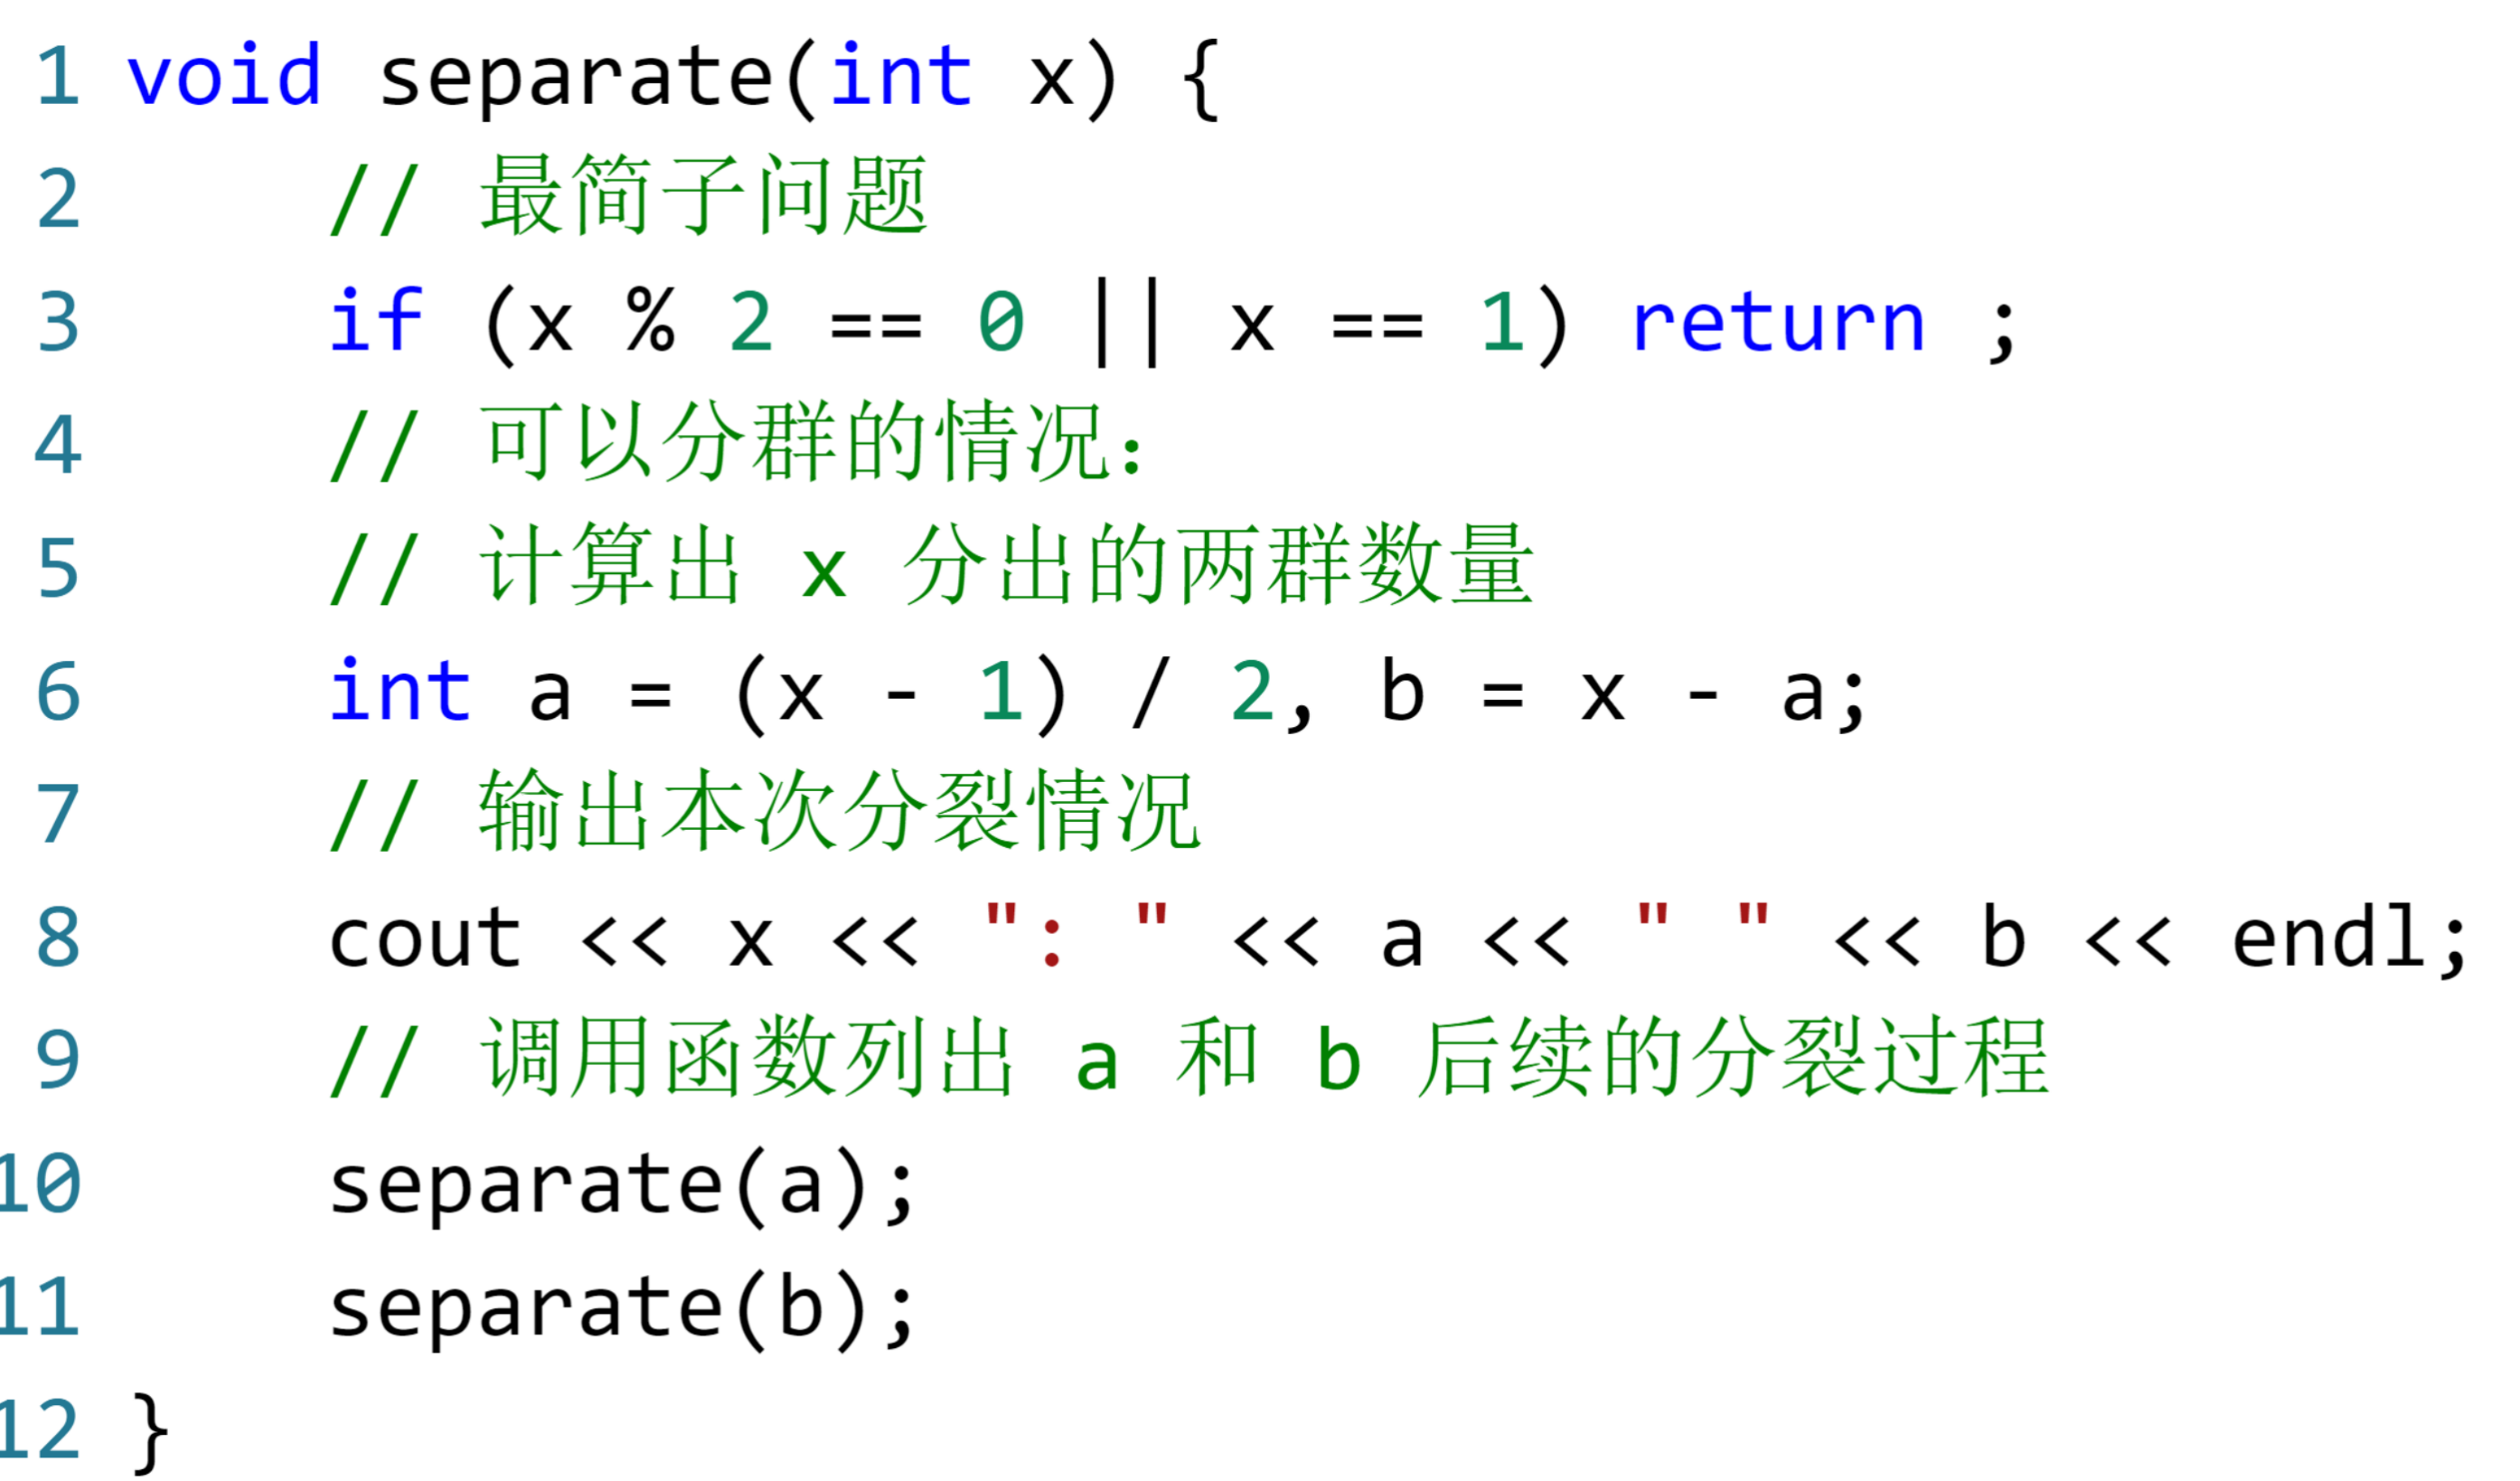 1 void separate(int x) {
2     // 最简子问题
3     if (x % 2 == 0 || x == 1) return ;
4     // 可以分群的情况:
5     // 计算出 x 分出的两群数量
6     int a = (x - 1) / 2, b = x - a;
7     // 输出本次分裂情况
8     cout << x << ": " << a << " " << b << endl;
9     // 调用函数列出 a 和 b 后续的分裂过程
10     separate(a);
11     separate(b);
12 }